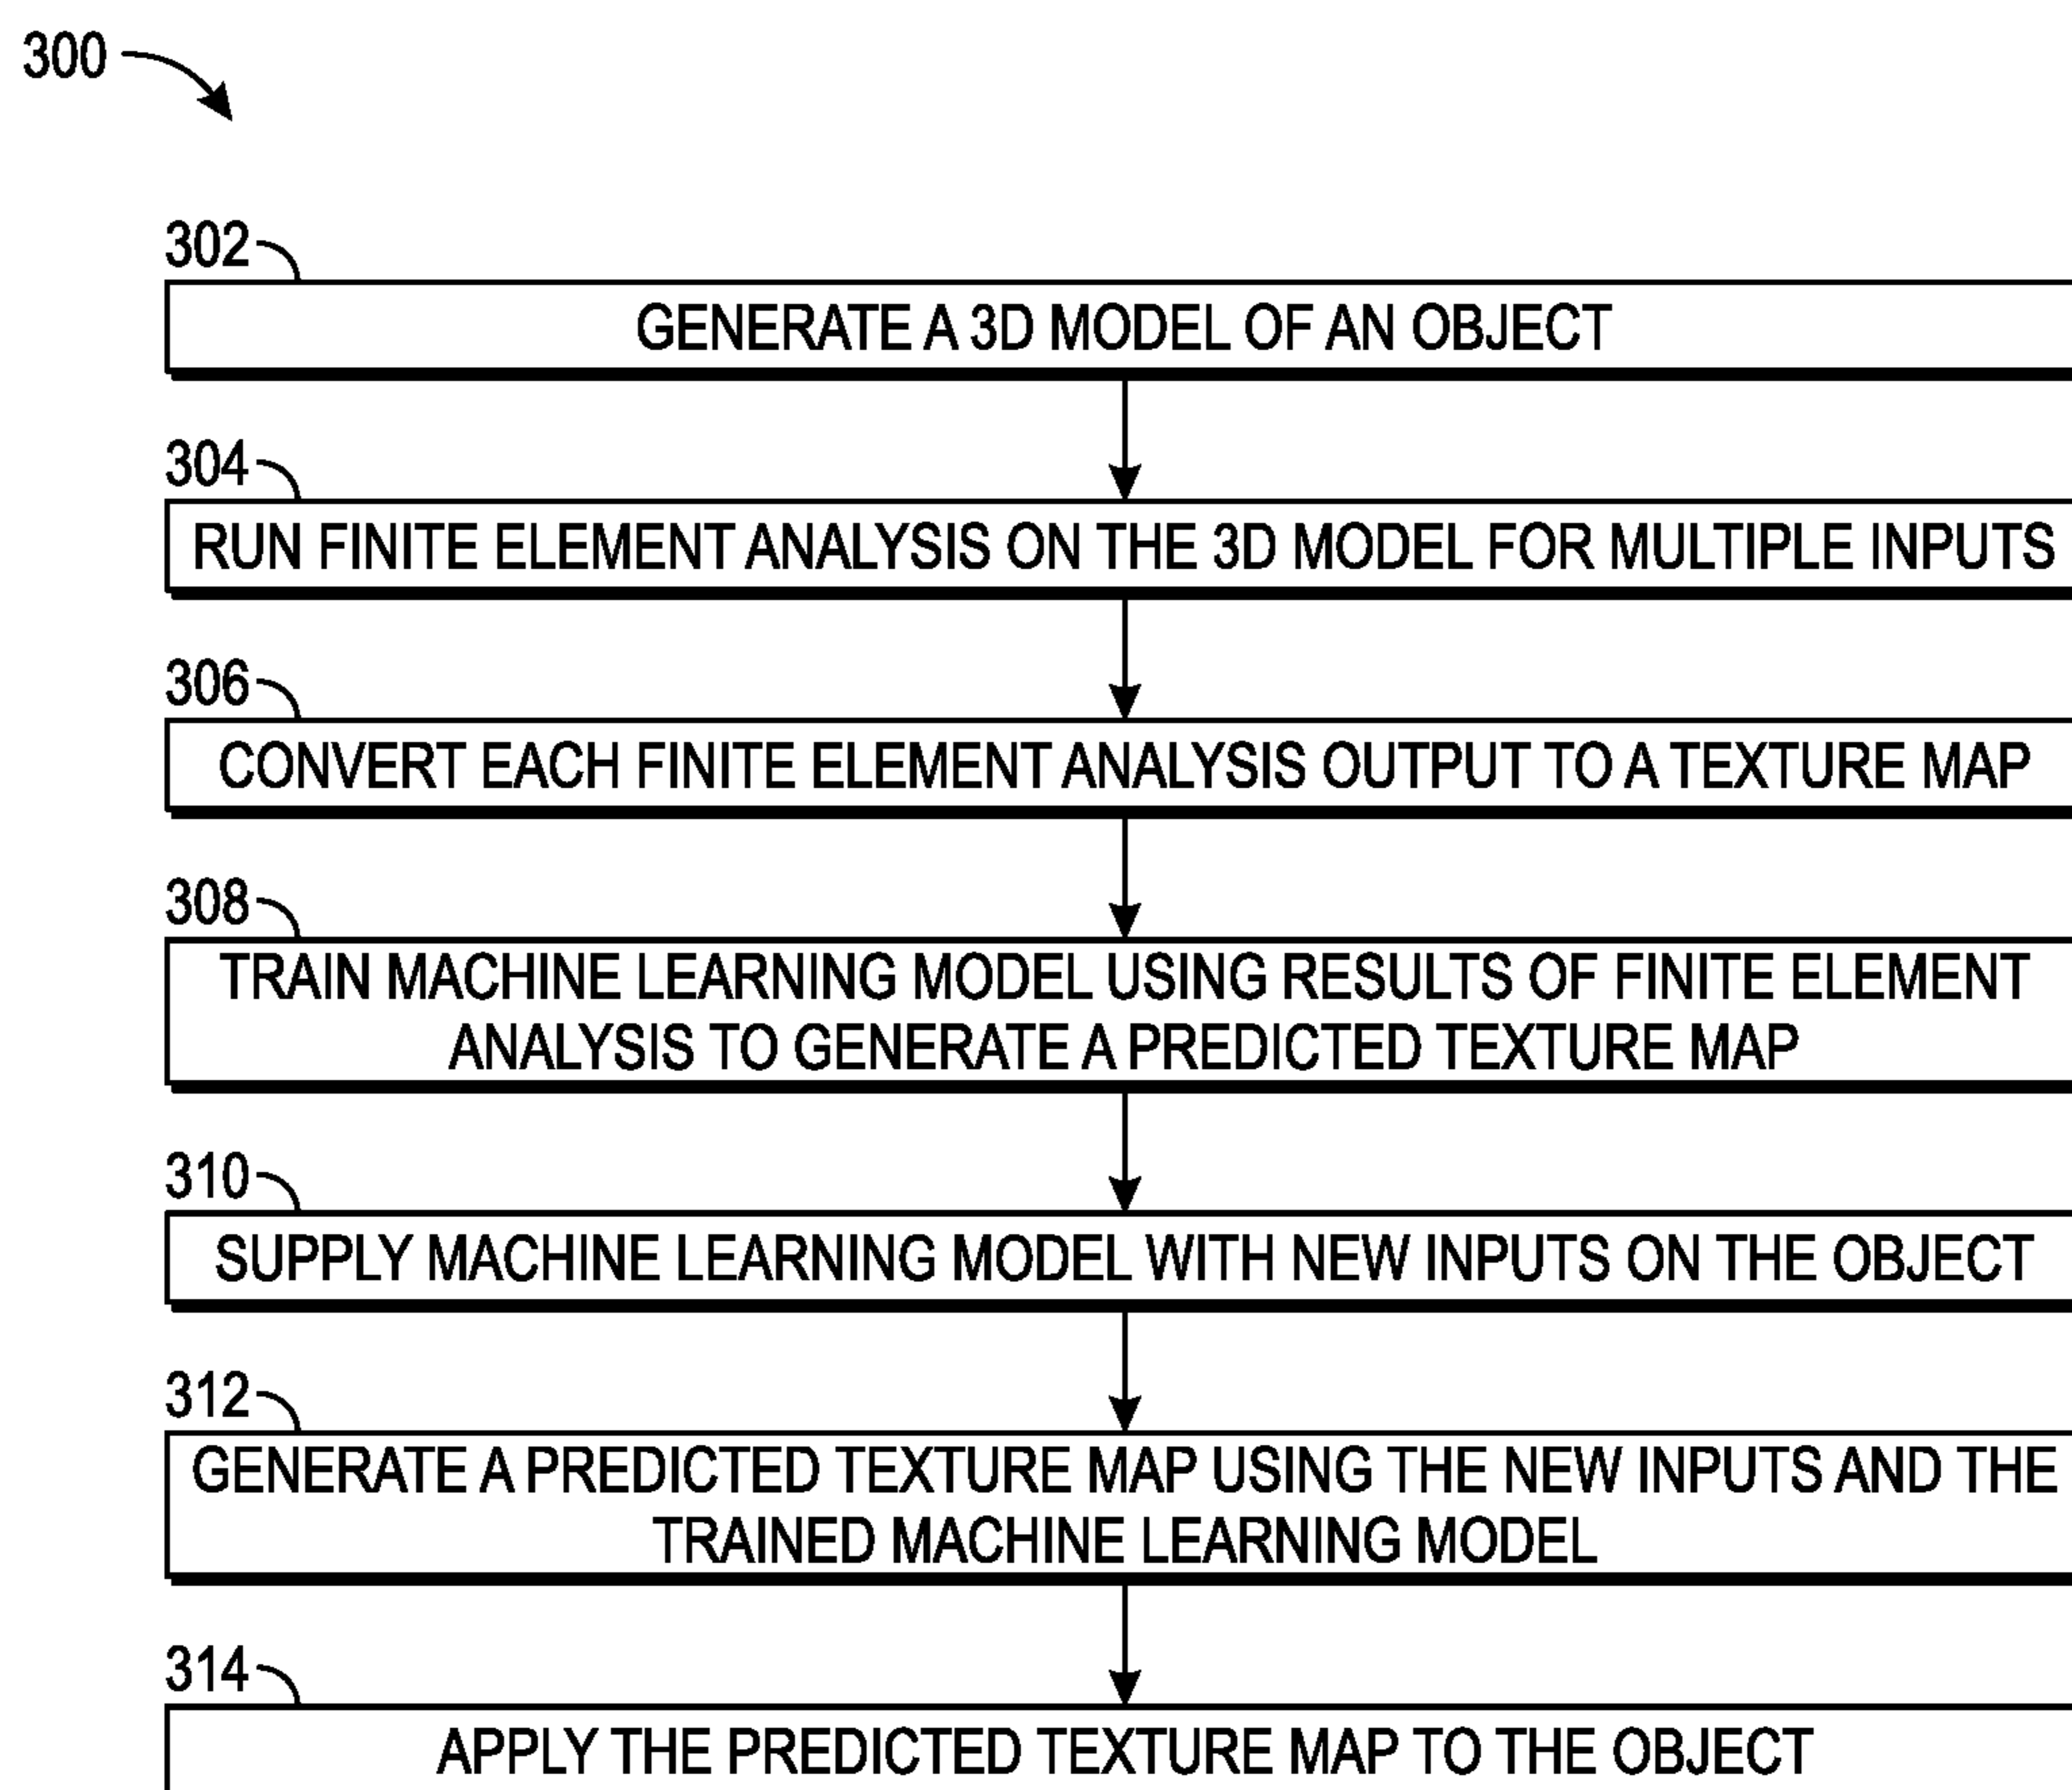 300
302
GENERATE A 3D MODEL OF AN OBJECT
304
RUN FINITE ELEMENT ANALYSIS ON THE 3D MODEL FOR MULTIPLE INPUTS
306
CONVERT EACH FINITE ELEMENT ANALYSIS OUTPUT TO A TEXTURE MAP
308
TRAIN MACHINE LEARNING MODEL USING RESULTS OF FINITE ELEMENT
ANALYSIS TO GENERATE A PREDICTED TEXTURE MAP
310
SUPPLY MACHINE LEARNING MODEL WITH NEW INPUTS ON THE OBJECT
312
GENERATE A PREDICTED TEXTURE MAP USING THE NEW INPUTS AND THE
TRAINED MACHINE LEARNING MODEL
314
APPLY THE PREDICTED TEXTURE MAP TO THE OBJECT